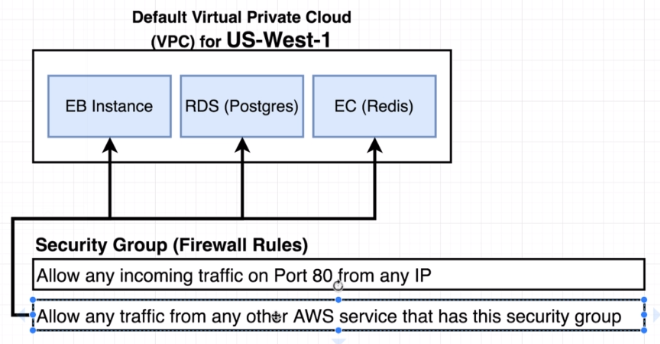 Default Virtual Private Cloud
(VPC) for US-West-1
EB Instance
RDS (Postgres)
EC (Redis)
Security Group (Firewall Rules)
Allow any incoming traffic on Port 80 from any IP
Allow any traffic from any other AWS service that has this security group